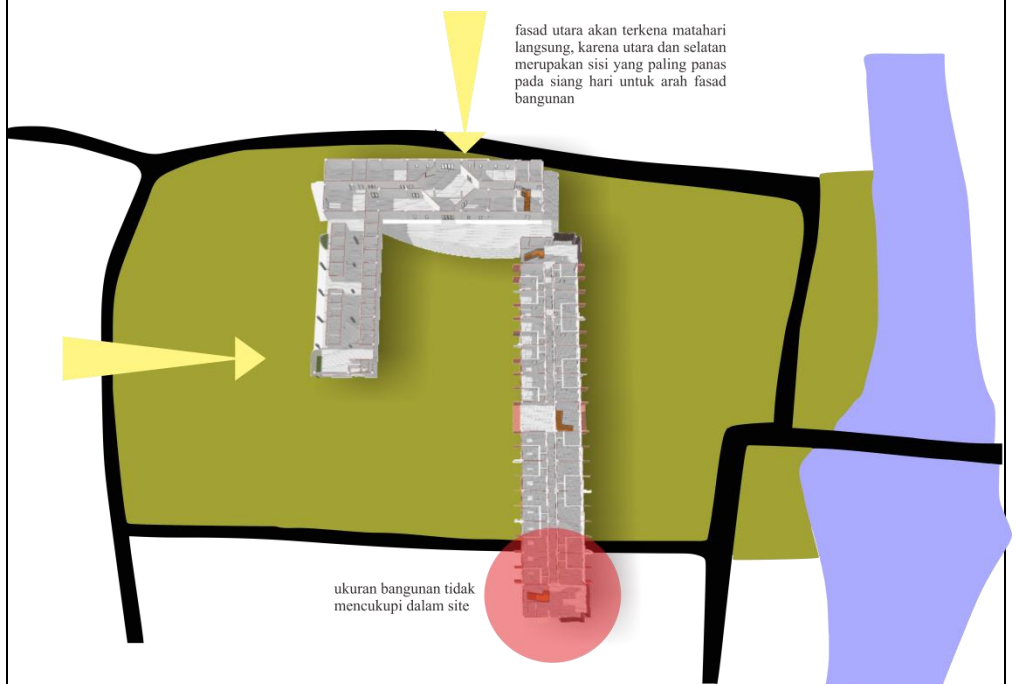 fasad utara akan terkena matahari
langsung, karena utara dan selatan
merupakan sisi yang paling panas
pada siang hari untuk arah fasad
bangunan
ukuran bangunan tidak
mencukupi dalam site